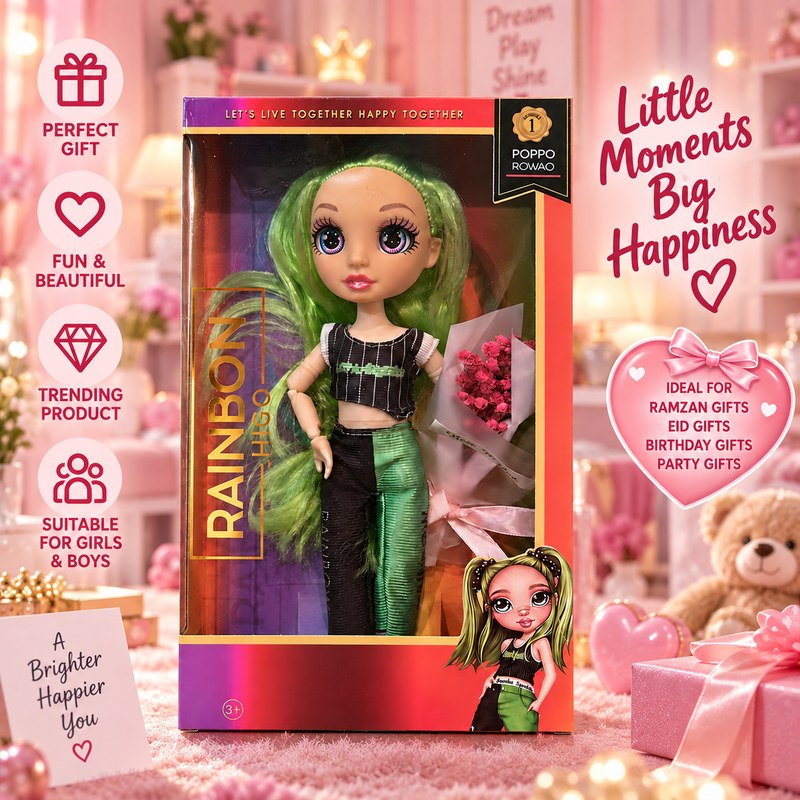 PERFECT
GIFT
FUN &
BEAUTIFUL
TRENDING
PRODUCT
SUITABLE
FOR GIRLS
& BOYS
A
Brighter
Happier
You
Dream
Play
Shine
LET'S LIVE TOGETHER HAPPY TOGETHER
1
POPPO
ROWAO
RAINBON
HIGO
3+
Little
Moments
Big
Happiness
IDEAL FOR
RAMZAN GIFTS
EID GIFTS
BIRTHDAY GIFTS
PARTY GIFTS